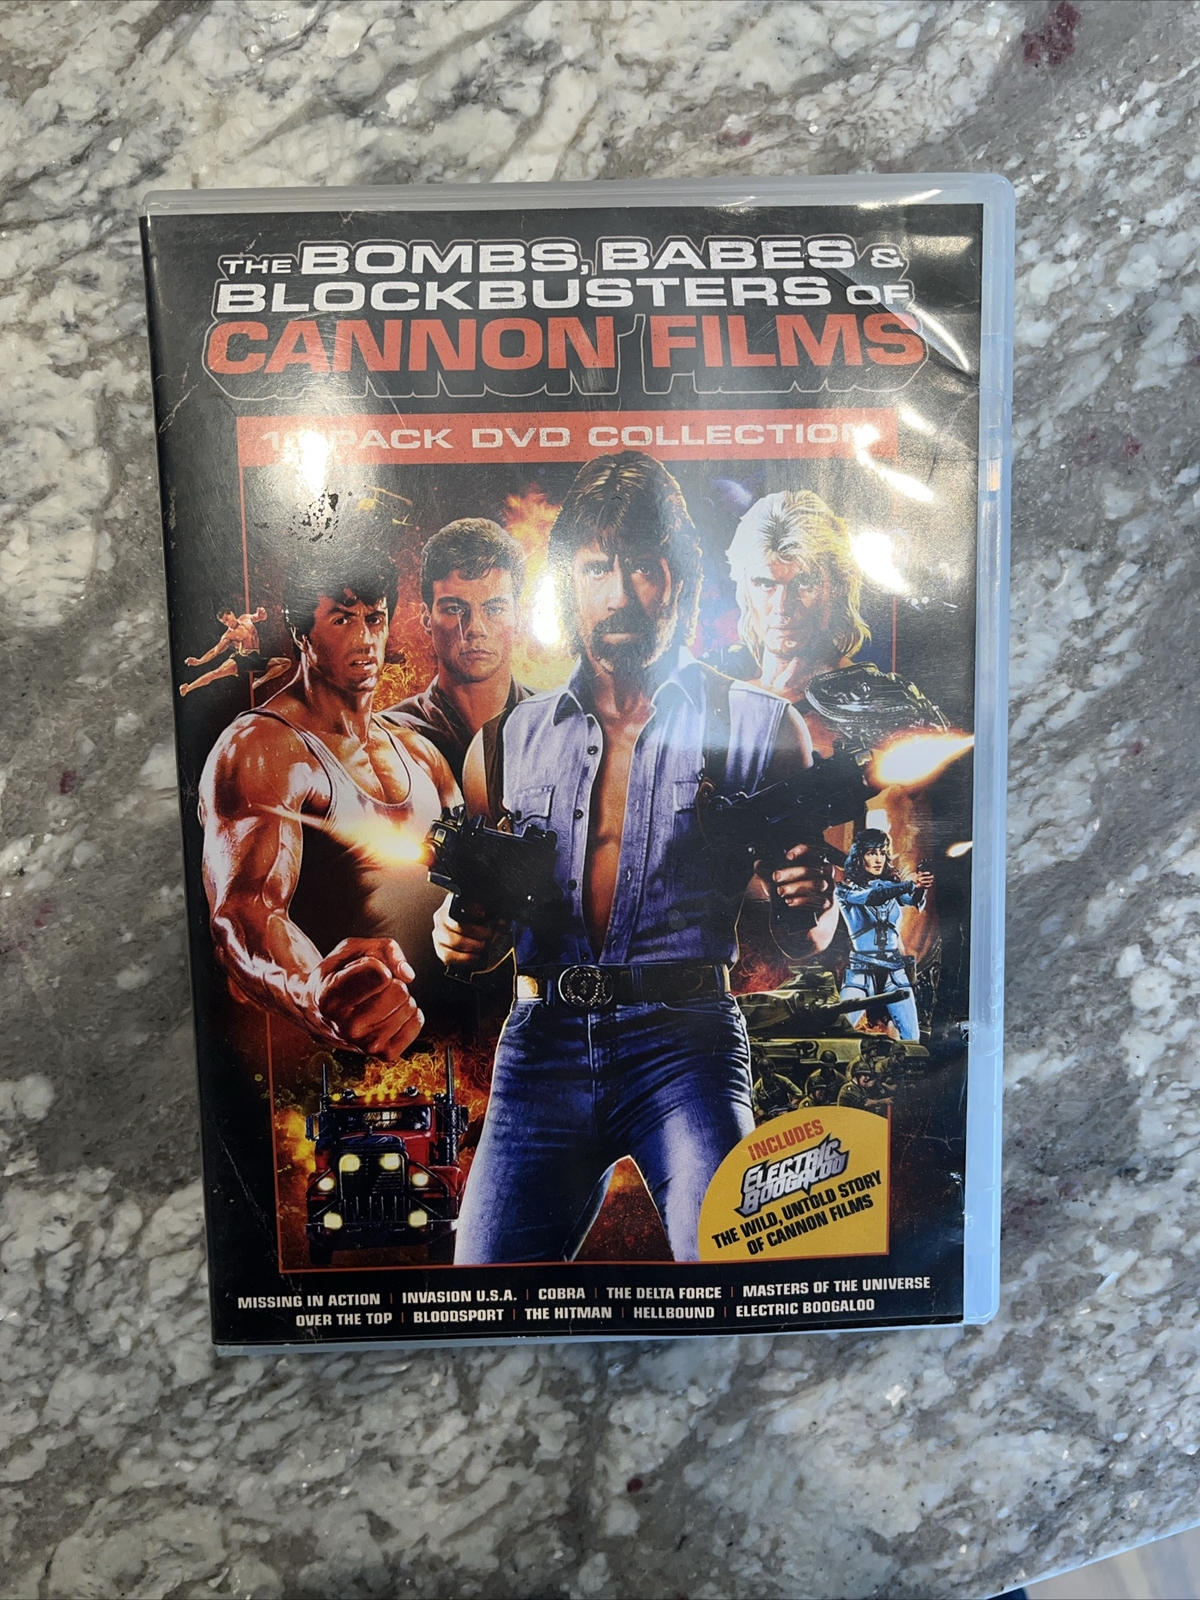 THE BOMBS, BABES &
BLOCKBUSTERS OF
CANNON FILMS
PACK DVD COLLECTION
INCLUDES
ELECTRIC
BOOGALOO
THE WILD, UNTOLD STORY
OF CANNON FILMS
MISSING IN ACTION | INVASION U.S.A. | COBRA | THE DELTA FORCE | MASTERS OF THE UNIVERSE
OVER THE TOP | BLOODSPORT | THE HITMAN | HELLBOUND | ELECTRIC BOOGALOO